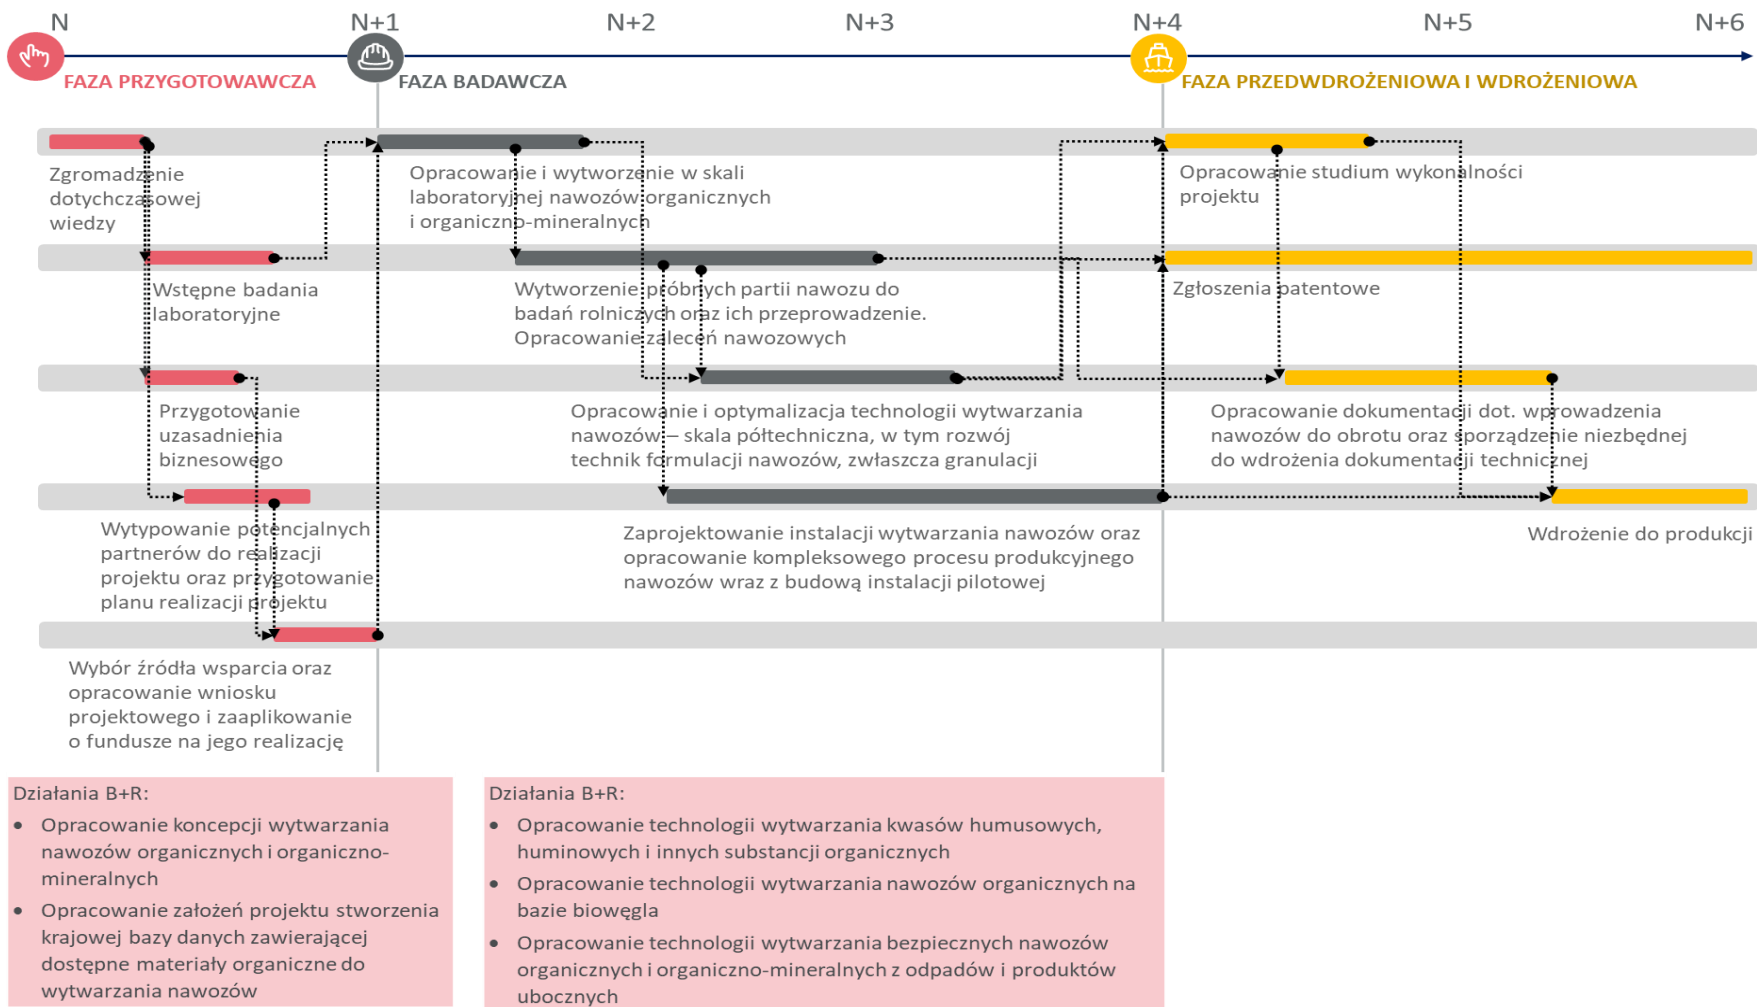 N N+1 N+2 N+3 N+4 N+5 N+6
FAZA PRZYGOTOWAWCZA
FAZA BADAWCZA
FAZA PRZEDWDROŻENIOWA I WDROŻENIOWA
Zgromadzenie
dotychczasowej
wiedzy
Opracowanie i wytworzenie w skali
laboratoryjnej nawozów organicznych
i organiczno-mineralnych
Opracowanie studium wykonalności
projektu
Wstępne badania
laboratoryjne
Wytworzenie próbnych partii nawozu do
badań rolniczych oraz ich przeprowadzenie.
Opracowanie zaleceń nawozowych
Zgłoszenia patentowe
Przygotowanie
uzasadnienia
biznesowego
Opracowanie i optymalizacja technologii wytwarzania
nawozów – skala półtechniczna, w tym rozwój
technik formulacji nawozów, zwłaszcza granulacji
Opracowanie dokumentacji dot. wprowadzenia
nawozów do obrotu oraz sporządzenie niezbędnej
do wdrożenia dokumentacji technicznej
Wytypowanie potencjalnych
partnerów do realizacji
projektu oraz przygotowanie
planu realizacji projektu
Zaprojektowanie instalacji wytwarzania nawozów oraz
opracowanie kompleksowego procesu produkcyjnego
nawozów wraz z budową instalacji pilotowej
Wdrożenie do produkcji
Wybór źródła wsparcia oraz
opracowanie wniosku
projektowego i zaaplikowanie
o fundusze na jego realizację
Działania B+R:
• Opracowanie koncepcji wytwarzania
nawozów organicznych i organiczno-
mineralnych
• Opracowanie założeń projektu stworzenia
krajowej bazy danych zawierającej
dostępne materiały organiczne do
wytwarzania nawozów
Działania B+R:
• Opracowanie technologii wytwarzania kwasów humusowych,
huminowych i innych substancji organicznych
• Opracowanie technologii wytwarzania nawozów organicznych na
bazie biowęgla
• Opracowanie technologii wytwarzania bezpiecznych nawozów
organicznych i organiczno-mineralnych z odpadów i produktów
ubocznych